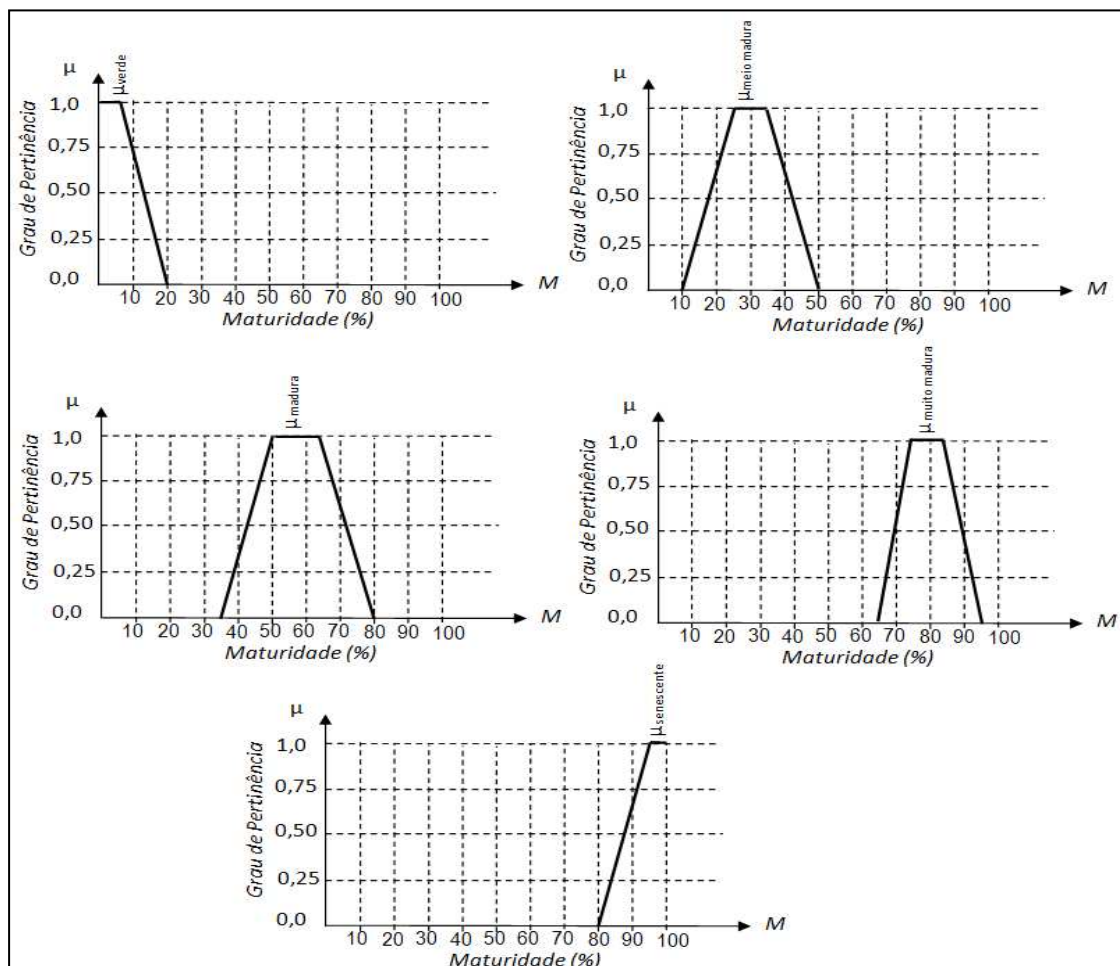 μverde
μ
1,0
0,75
0,50
0,25
0,0
Grau de Pertinência
10 20 30 40 50 60 70 80 90 100
M
Maturidade (%)
μmeio madura
μ
1,0
0,75
0,50
0,25
0,0
Grau de Pertinência
10 20 30 40 50 60 70 80 90 100
M
Maturidade (%)
μmadura
μ
1,0
0,75
0,50
0,25
0,0
Grau de Pertinência
10 20 30 40 50 60 70 80 90 100
M
Maturidade (%)
μmuito madura
μ
1,0
0,75
0,50
0,25
0,0
Grau de Pertinência
10 20 30 40 50 60 70 80 90 100
M
Maturidade (%)
μsenescente
μ
1,0
0,75
0,50
0,25
0,0
Grau de Pertinência
10 20 30 40 50 60 70 80 90 100
M
Maturidade (%)